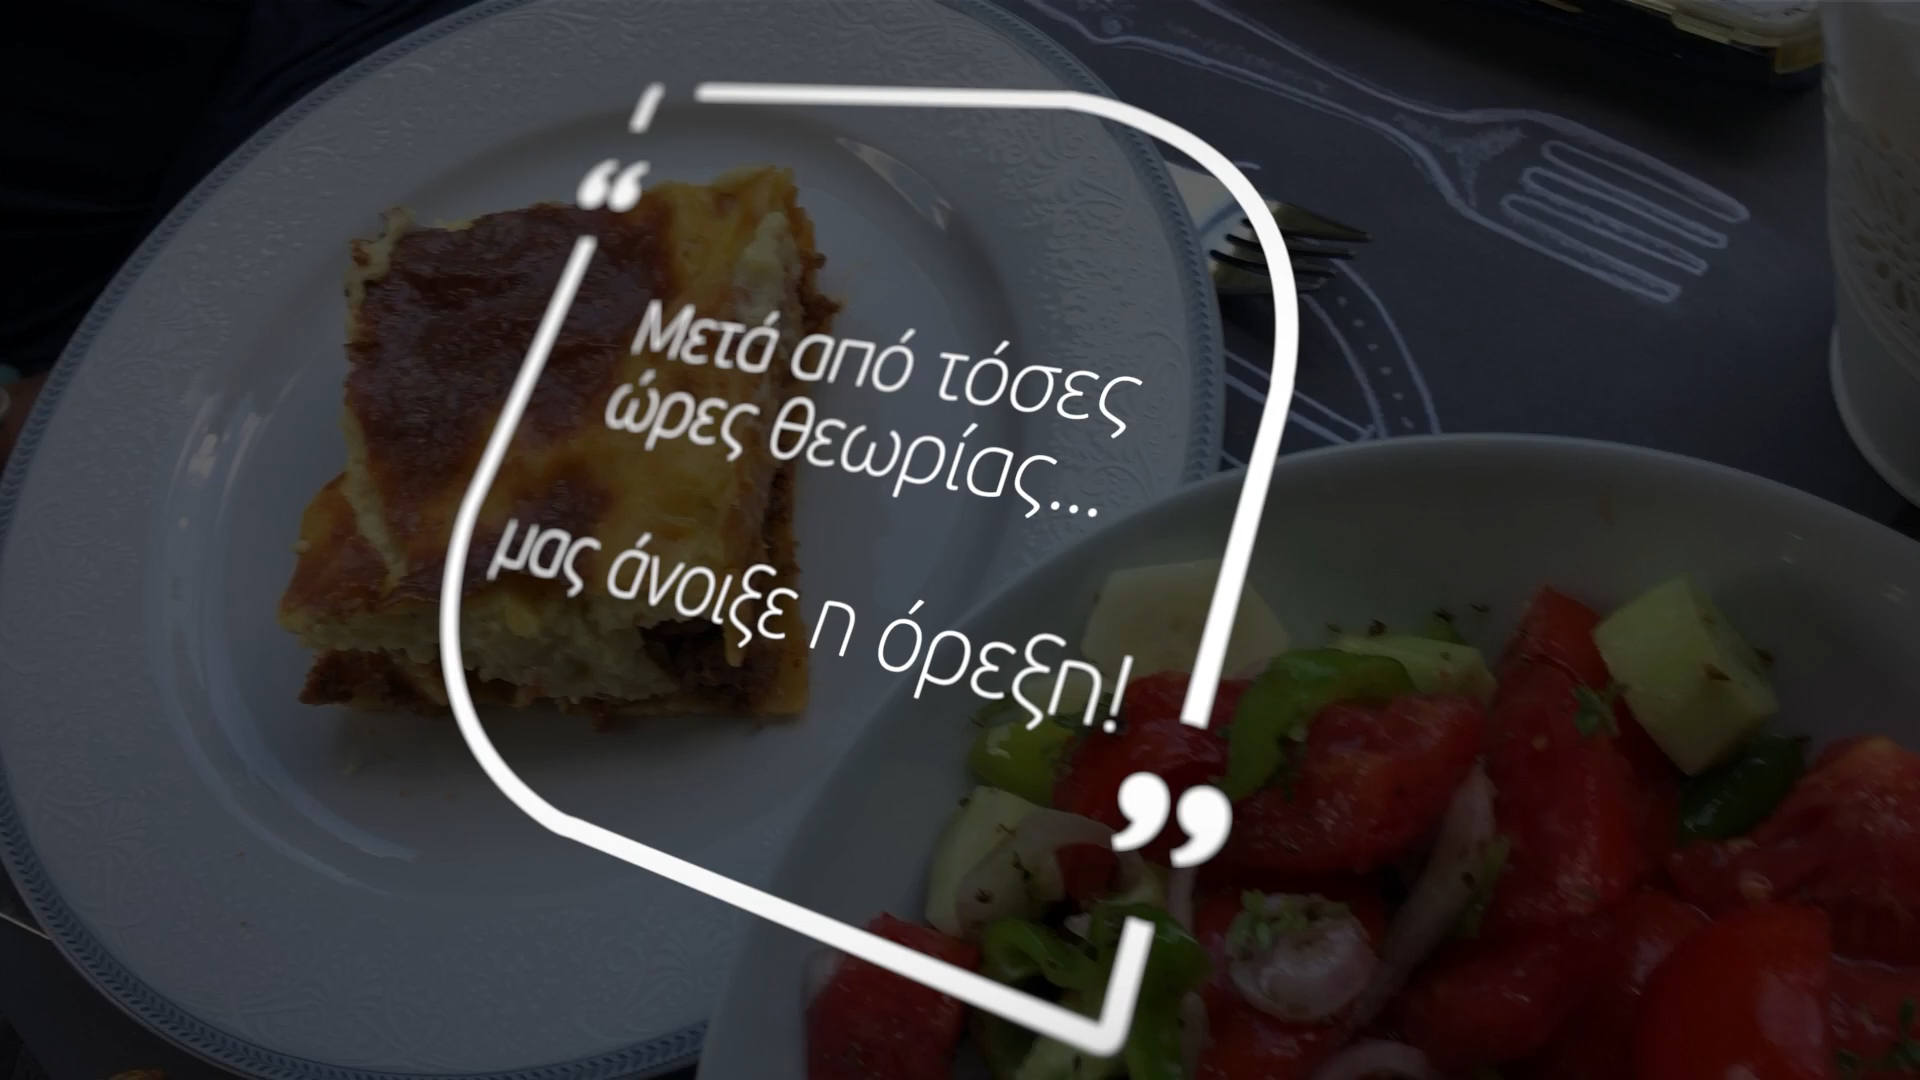 “
Μετά από τόσες
ώρες θεωρίας...
μας άνοιξε η όρεξη!
”